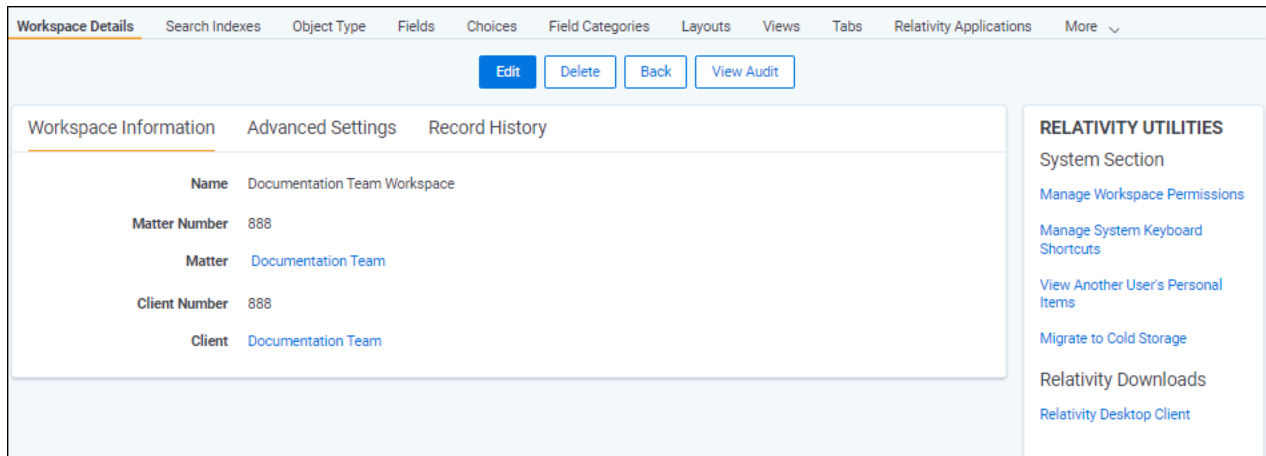 Workspace Details Search Indexes Object Type Fields Choices Field Categories Layouts Views Tabs Relativity Applications More
Edit Delete Back View Audit
Workspace Information Advanced Settings Record History
Name Documentation Team Workspace
Matter Number 888
Matter Documentation Team
Client Number 888
Client Documentation Team
RELATIVITY UTILITIES
System Section
Manage Workspace Permissions
Manage System Keyboard
Shortcuts
View Another User's Personal
Items
Migrate to Cold Storage
Relativity Downloads
Relativity Desktop Client